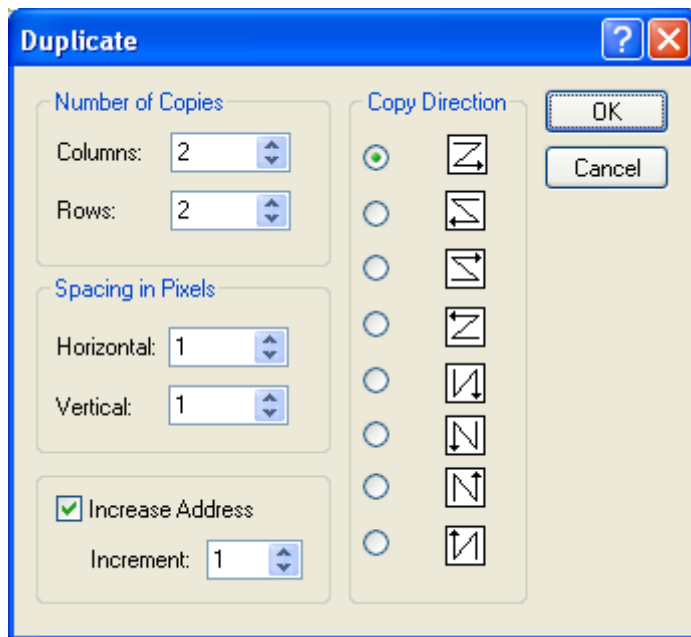 Duplicate
Number of Copies
Columns: 2
Rows: 2
Spacing in Pixels
Horizontal: 1
Vertical: 1
Increase Address
Increment: 1
Copy Direction
OK
Cancel